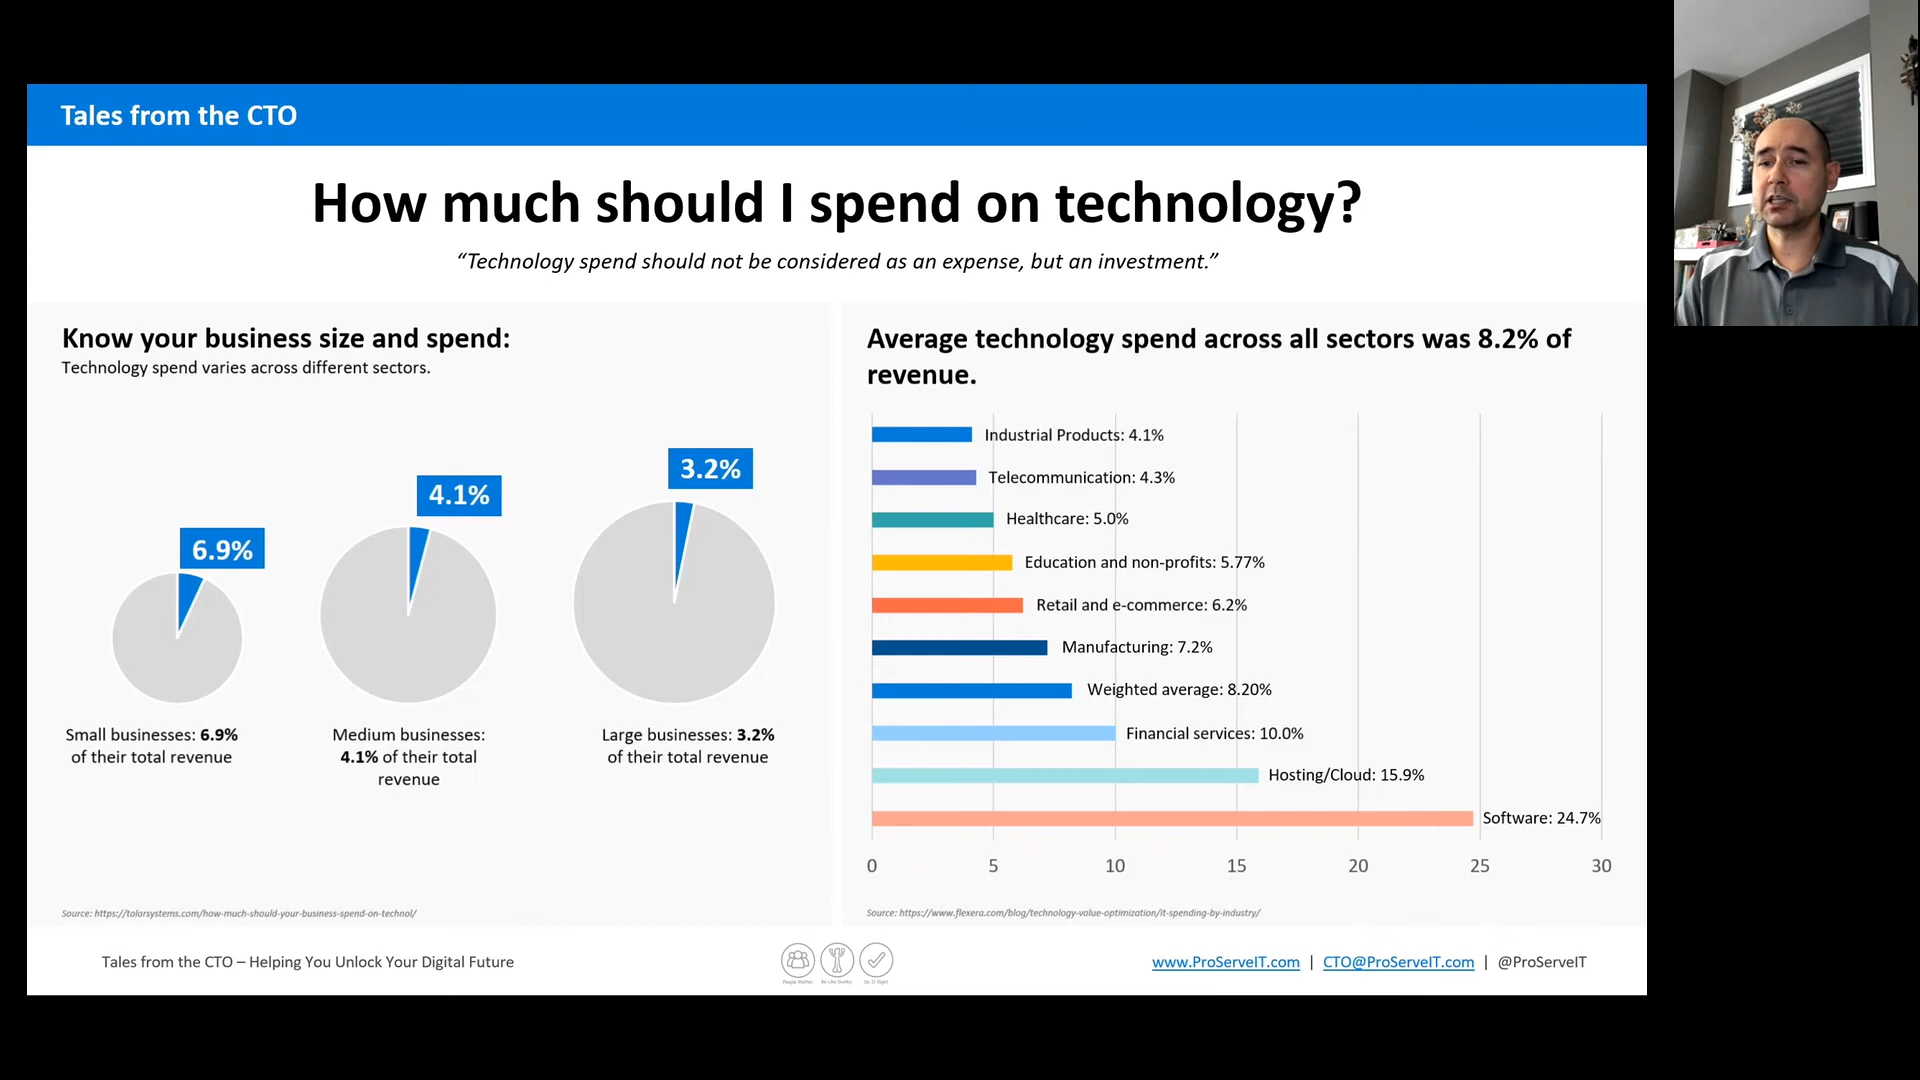 Tales from the CTO
How much should I spend on technology?
“Technology spend should not be considered as an expense, but an investment.”
Know your business size and spend:
Technology spend varies across different sectors.
6.9%
4.1%
3.2%
Small businesses: 6.9%
of their total revenue
Medium businesses:
4.1% of their total
revenue
Large businesses: 3.2%
of their total revenue
Source: https://tolarsystems.com/how-much-should-your-business-spend-on-technol/
Average technology spend across all sectors was 8.2% of
revenue.
Industrial Products: 4.1%
Telecommunication: 4.3%
Healthcare: 5.0%
Education and non-profits: 5.77%
Retail and e-commerce: 6.2%
Manufacturing: 7.2%
Weighted average: 8.20%
Financial services: 10.0%
Hosting/Cloud: 15.9%
Software: 24.7%
0 5 10 15 20 25 30
Source: https://www.flexera.com/blog/technology-value-optimization/it-spending-by-industry/
Tales from the CTO – Helping You Unlock Your Digital Future
People Matter Be Like Gumby Do It Right
www.ProServeIT.com | CTO@ProServeIT.com | @ProServeIT